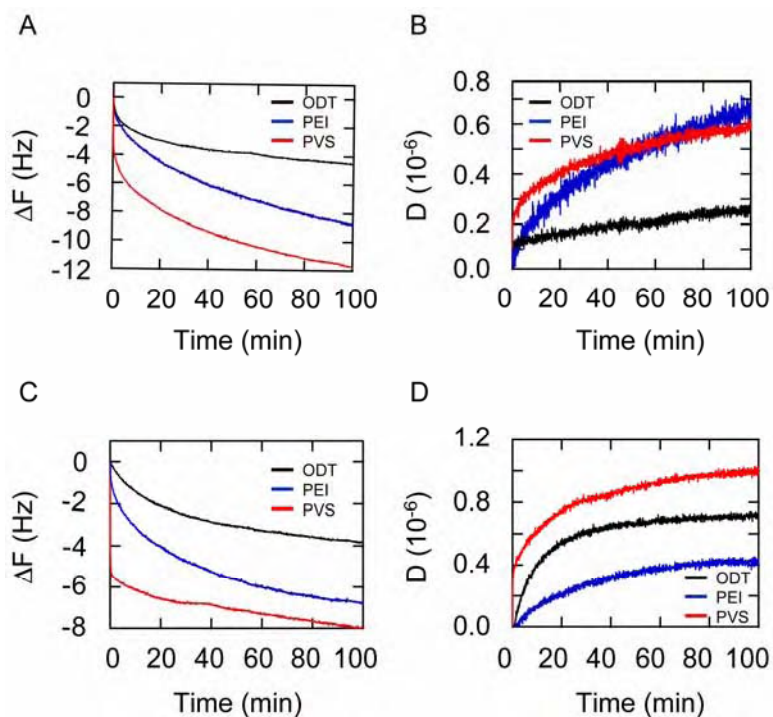 A
ΔF (Hz)
0
-2
-4
-6
-8
-10
-12
ODT
PEI
PVS
0 20 40 60 80 100
Time (min)
B
D (10⁻⁶)
0.8
0.6
0.4
0.2
0.0
ODT
PEI
PVS
0 20 40 60 80 100
Time (min)
C
ΔF (Hz)
0
-2
-4
-6
-8
ODT
PEI
PVS
0 20 40 60 80 100
Time (min)
D
D (10⁻⁶)
1.2
0.8
0.4
0.0
ODT
PEI
PVS
0 20 40 60 80 100
Time (min)